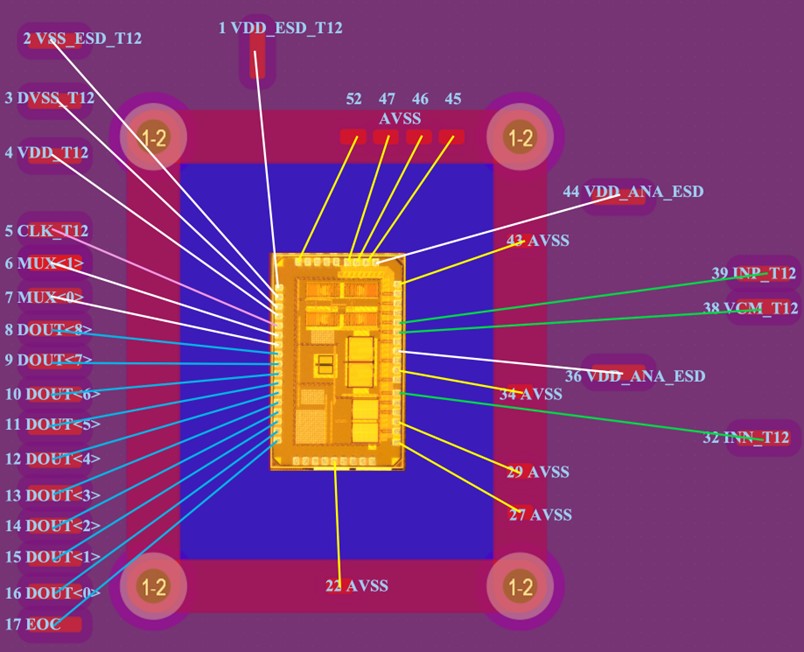 1 VDD_ESD_T12
2 VSS_ESD_T12
3 DVSS_T12
4 VDD_T12
5 CLK_T12
6 MUX<1>
7 MUX<0>
8 DOUT<8>
9 DOUT<7>
10 DOUT<6>
11 DOUT<5>
12 DOUT<4>
13 DOUT<3>
14 DOUT<2>
15 DOUT<1>
16 DOUT<0>
17 EOC
52 47 46 45
AVSS
1-2
1-2
44 VDD_ANA_ESD
43 AVSS
39 INP_T12
38 VCM_T12
36 VDD_ANA_ESD
34 AVSS
32 INN_T12
29 AVSS
27 AVSS
22 AVSS
1-2
1-2